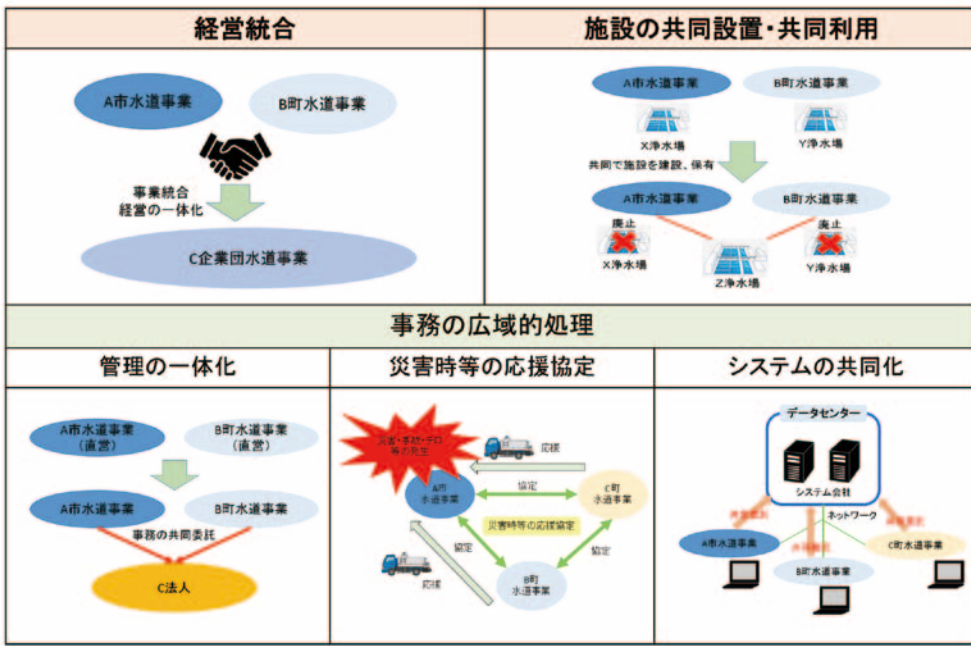 経営統合
A市水道事業
B町水道事業
事業統合
経営の一体化
C企業団水道事業
施設の共同設置・共同利用
A市水道事業
B町水道事業
X浄水場
Y浄水場
共同で施設を建設、保有
A市水道事業
B町水道事業
廃止
廃止
X浄水場
Z浄水場
Y浄水場
事務の広域的処理
管理の一体化
A市水道事業
(直営)
B町水道事業
(直営)
A市水道事業
B町水道事業
事務の共同委託
C法人
災害時等の応援協定
災害・事故・テロ
等の発生
応援
A市
水道事業
協定
C町
水道事業
災害時等の応援協定
協定
協定
応援
B町
水道事業
システムの共同化
データセンター
システム会社
ネットワーク
A市水道事業
C町水道事業
B町水道事業